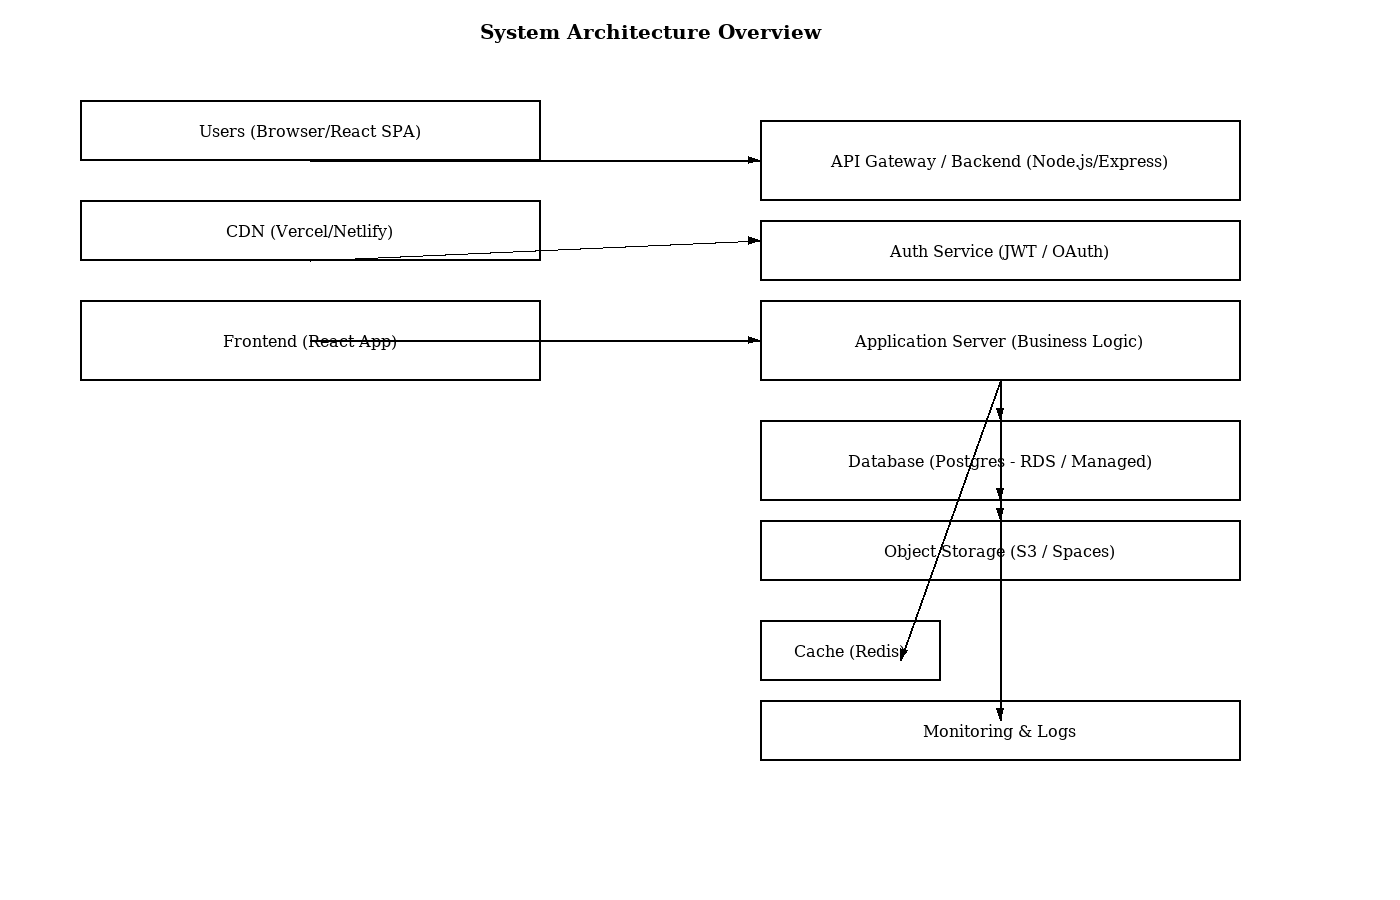 System Architecture Overview
Users (Browser/React SPA)
API Gateway / Backend (Node.js/Express)
CDN (Vercel/Netlify)
Auth Service (JWT / OAuth)
Frontend (React App)
Application Server (Business Logic)
Database (Postgres - RDS / Managed)
Object Storage (S3 / Spaces)
Cache (Redis)
Monitoring & Logs